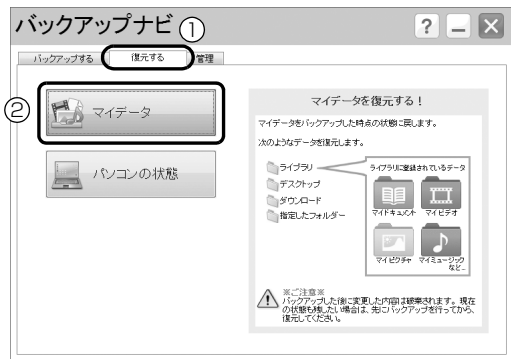 バックアップナビ
①
? － X
バックアップする
復元する
管理
②
マイデータ
パソコンの状態
マイデータを復元する！
マイデータをバックアップした時点の状態に戻します。
次のようなデータを復元します。
ライブラリ
デスクトップ
ダウンロード
指定したフォルダー
ライブラリに登録されているデータ
マイドキュメント
マイビデオ
マイピクチャ
マイミュージック
など...
※ご注意※
バックアップした後に変更した内容は破棄されます。現在
の状態も残したい場合は、先にバックアップを行ってから、
復元してください。